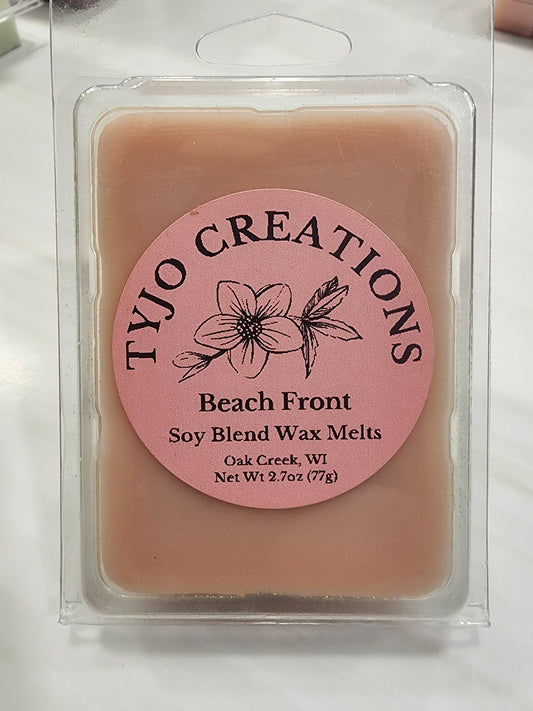 TYJO CREATIONS
Beach Front
Soy Blend Wax Melts
Oak Creek, WI
Net Wt 2.7oz (77g)